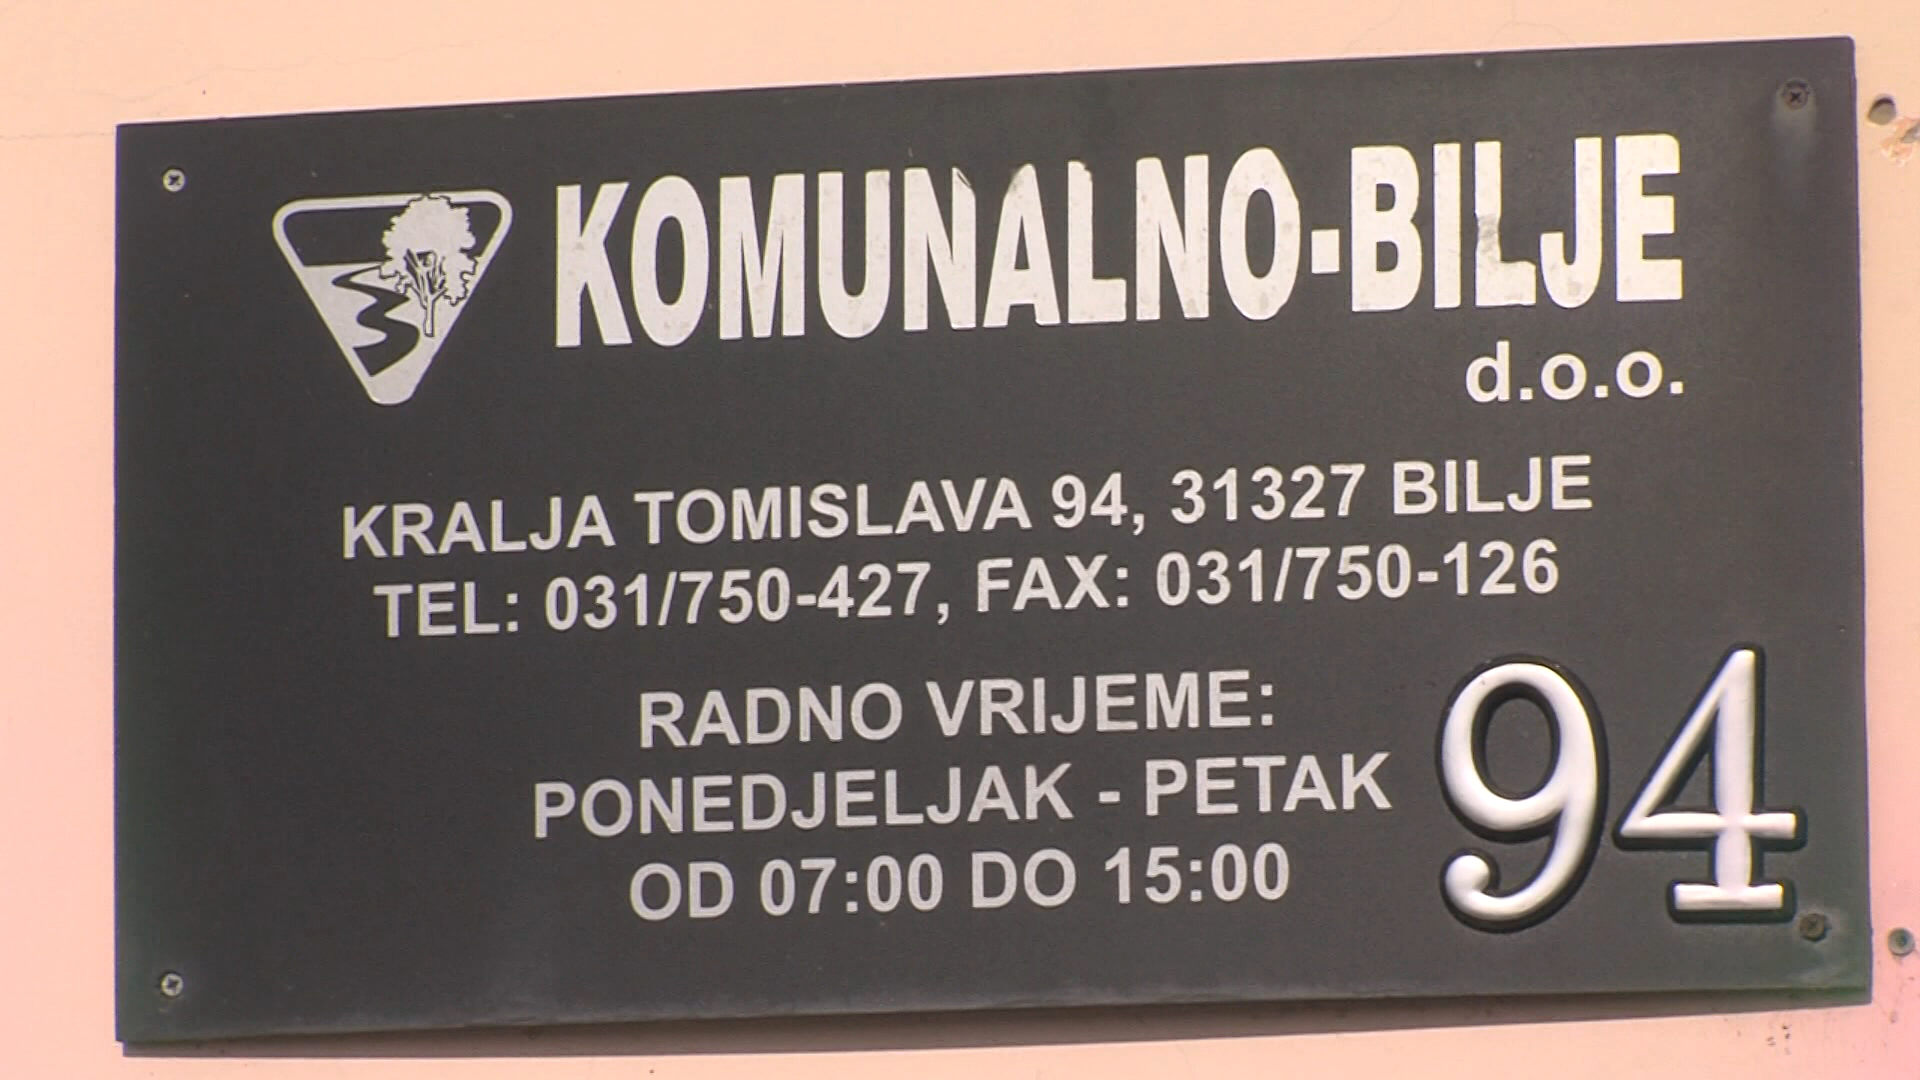 KOMUNALNO-BILJE
d.o.o.
KRALJA TOMISLAVA 94, 31327 BILJE
TEL: 031/750-427, FAX: 031/750-126
RADNO VRIJEME:
PONEDJELJAK - PETAK
OD 07:00 DO 15:00
94